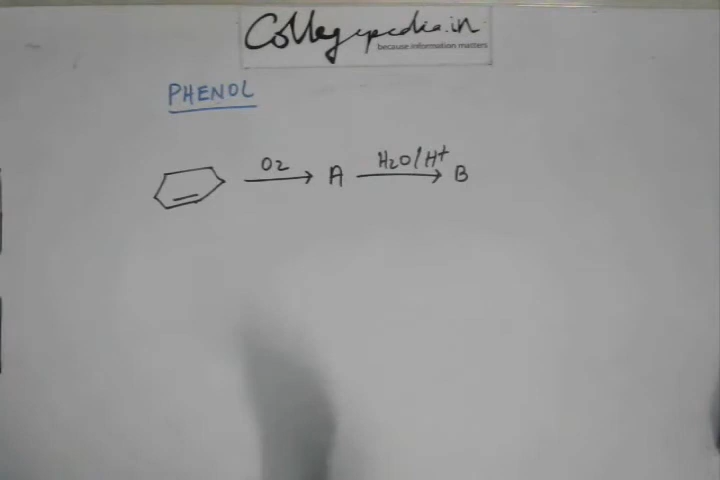 Collegepedia.in
because information matters
PHENOL
O2 A H2O/H+ B